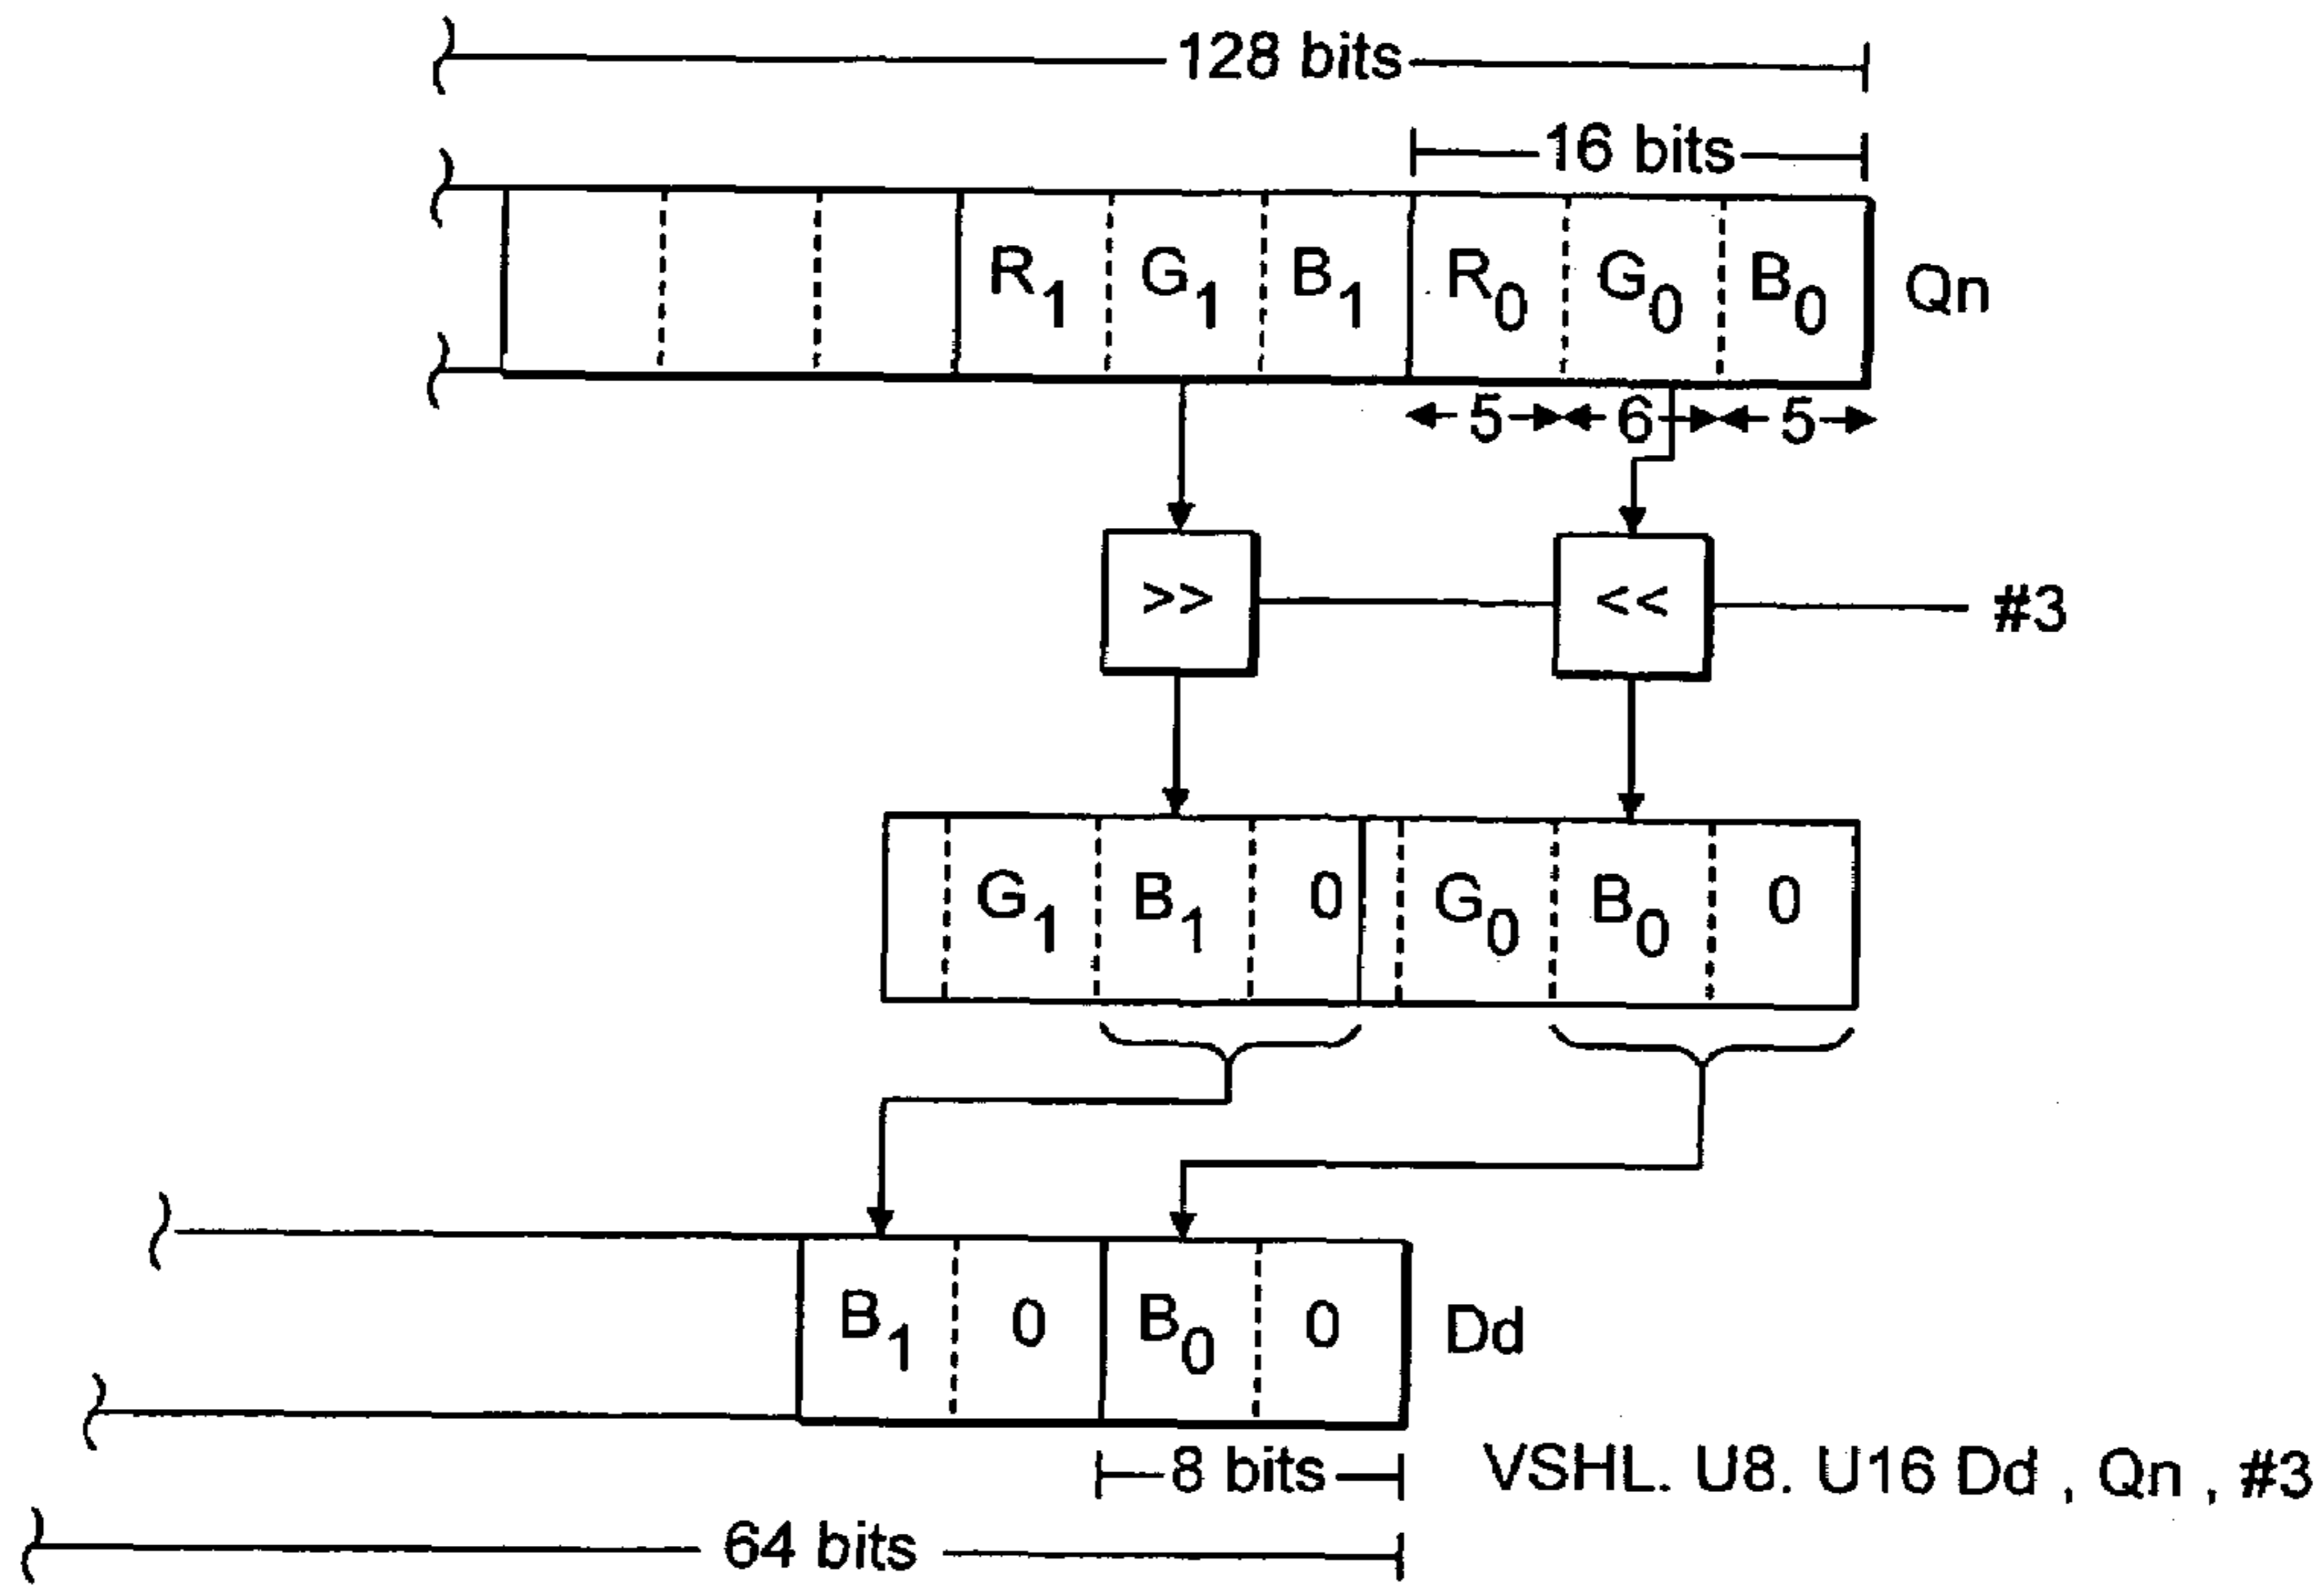 128 bits
16 bits
R1 G1 B1 R0 G0 B0 Qn
5 6 5
>> << #3
G1 B1 0 G0 B0 0
B1 0 B0 0 Dd
8 bits
VSHL. U8. U16 Dd , Qn , #3
64 bits